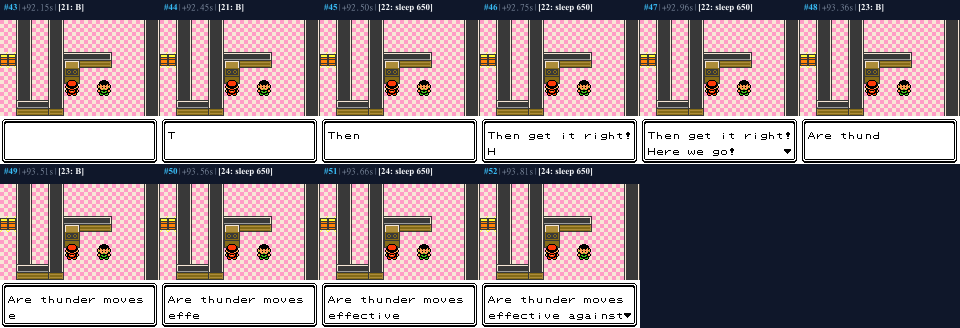 #43|+92.15s|[21: B]
#44|+92.45s|[21: B]
#45|+92.50s|[22: sleep 650]
#46|+92.75s|[22: sleep 650]
#47|+92.96s|[22: sleep 650]
#48|+93.36s|[23: B]
T
Then
Then get it right!
H
Then get it right!
Here we go!
Are thund
#49|+93.51s|[23: B]
#50|+93.56s|[24: sleep 650]
#51|+93.66s|[24: sleep 650]
#52|+93.81s|[24: sleep 650]
Are thunder moves
e
Are thunder moves
effe
Are thunder moves
effective
Are thunder moves
effective against